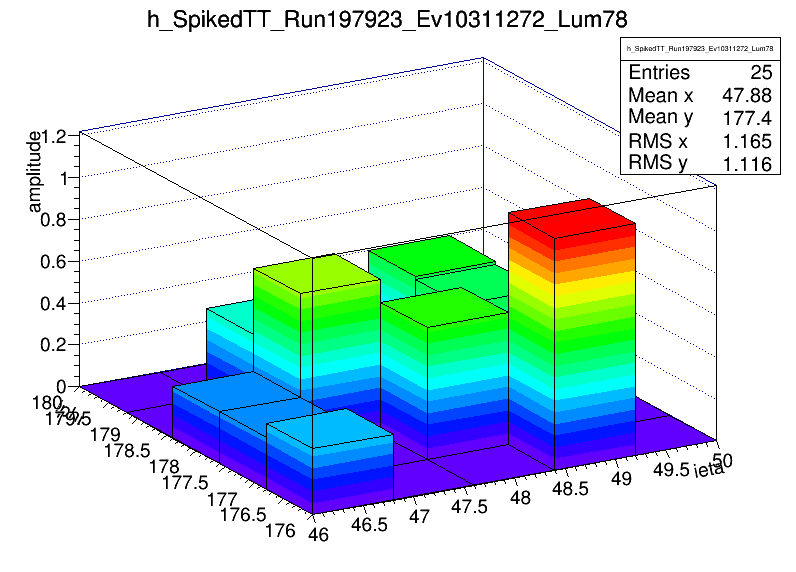 h_SpikedTT_Run197923_Ev10311272_Lum78
h_SpikedTT_Run197923_Ev10311272_Lum78
Entries 25
Mean x 47.88
Mean y 177.4
RMS x 1.165
RMS y 1.116
amplitude
1.2
1
0.8
0.6
0.4
0.2
0
180
179.5
179
178.5
178
177.5
177
176.5
176
46
46.5
47
47.5
48
48.5
49
49.5
50
ieta